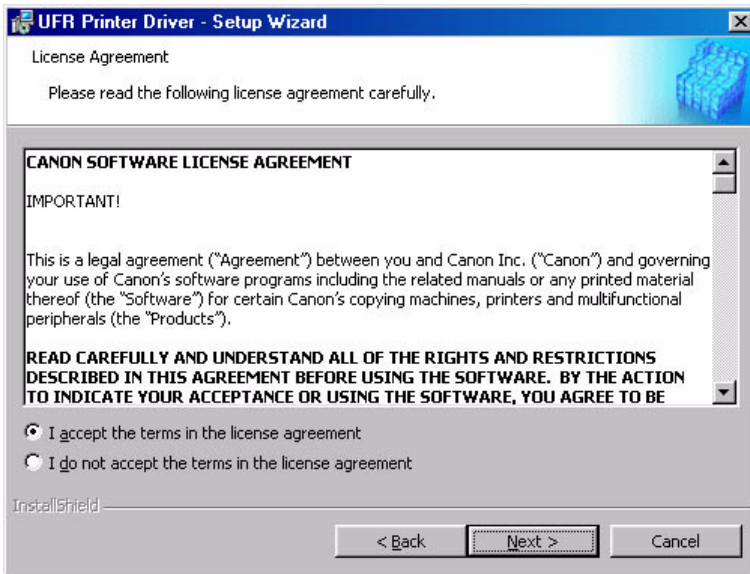 UFR Printer Driver - Setup Wizard
License Agreement
Please read the following license agreement carefully.
CANON SOFTWARE LICENSE AGREEMENT
IMPORTANT!
This is a legal agreement (“Agreement”) between you and Canon Inc. (“Canon”) and governing
your use of Canon’s software programs including the related manuals or any printed material
thereof (the “Software”) for certain Canon’s copying machines, printers and multifunctional
peripherals (the “Products”).
READ CAREFULLY AND UNDERSTAND ALL OF THE RIGHTS AND RESTRICTIONS
DESCRIBED IN THIS AGREEMENT BEFORE USING THE SOFTWARE.  BY THE ACTION
TO INDICATE YOUR ACCEPTANCE OR USING THE SOFTWARE, YOU AGREE TO BE
I accept the terms in the license agreement
I do not accept the terms in the license agreement
InstallShield
< Back Next > Cancel